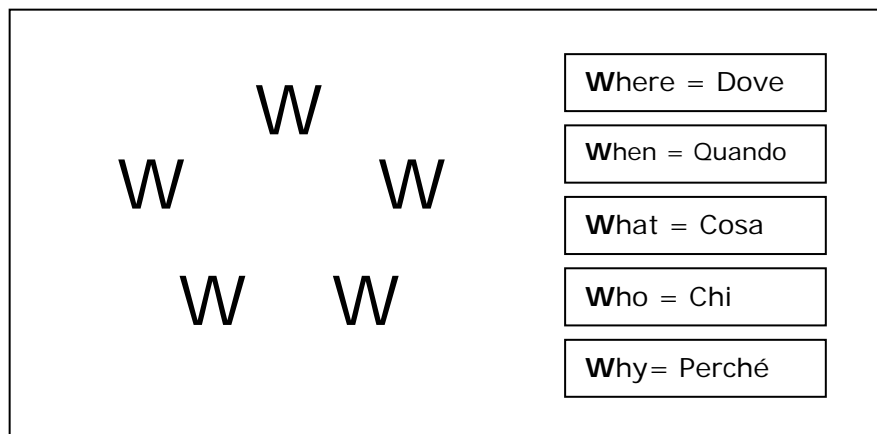 W
W W
W W
Where = Dove
When = Quando
What = Cosa
Who = Chi
Why= Perché